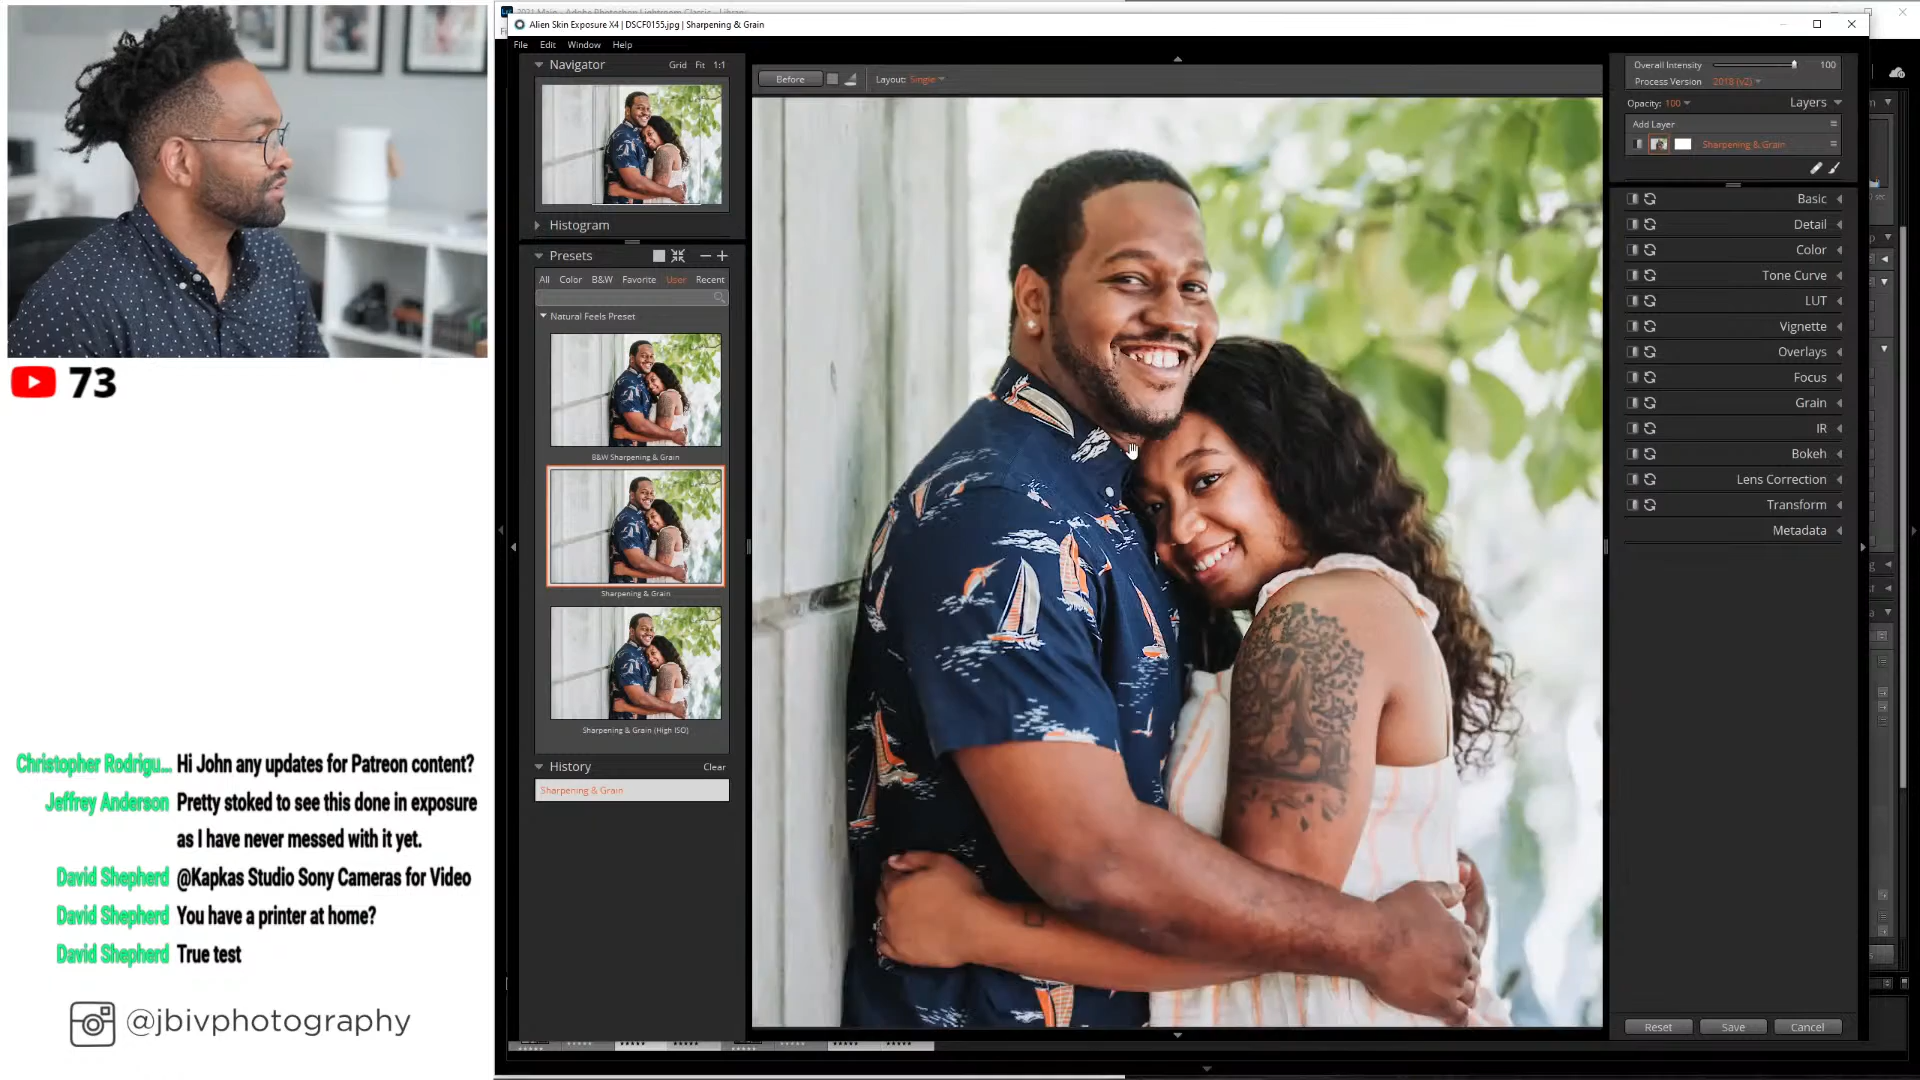 Alien Skin Exposure X4 | DSCF0155.jpg | Sharpening & Grain
File Edit Window Help
Navigator Grid Fit 1:1
Histogram
Presets
All Color B&W Favorite User Recent
Natural Feels Preset
B&W Sharpening & Grain
Sharpening & Grain
Sharpening & Grain (High ISO)
History Clear
Sharpening & Grain
Before Layout: Single
Overall Intensity 100
Process Version 2018 (v2)
Opacity: 100 Layers
Add Layer
Sharpening & Grain
Basic
Detail
Color
Tone Curve
LUT
Vignette
Overlays
Focus
Grain
IR
Bokeh
Lens Correction
Transform
Metadata
Reset Save Cancel
73
Christopher Rodrigu... Hi John any updates for Patreon content?
Jeffrey Anderson Pretty stoked to see this done in exposure
as I have never messed with it yet.
David Shepherd @Kapkas Studio Sony Cameras for Video
David Shepherd You have a printer at home?
David Shepherd True test
@jbivphotography